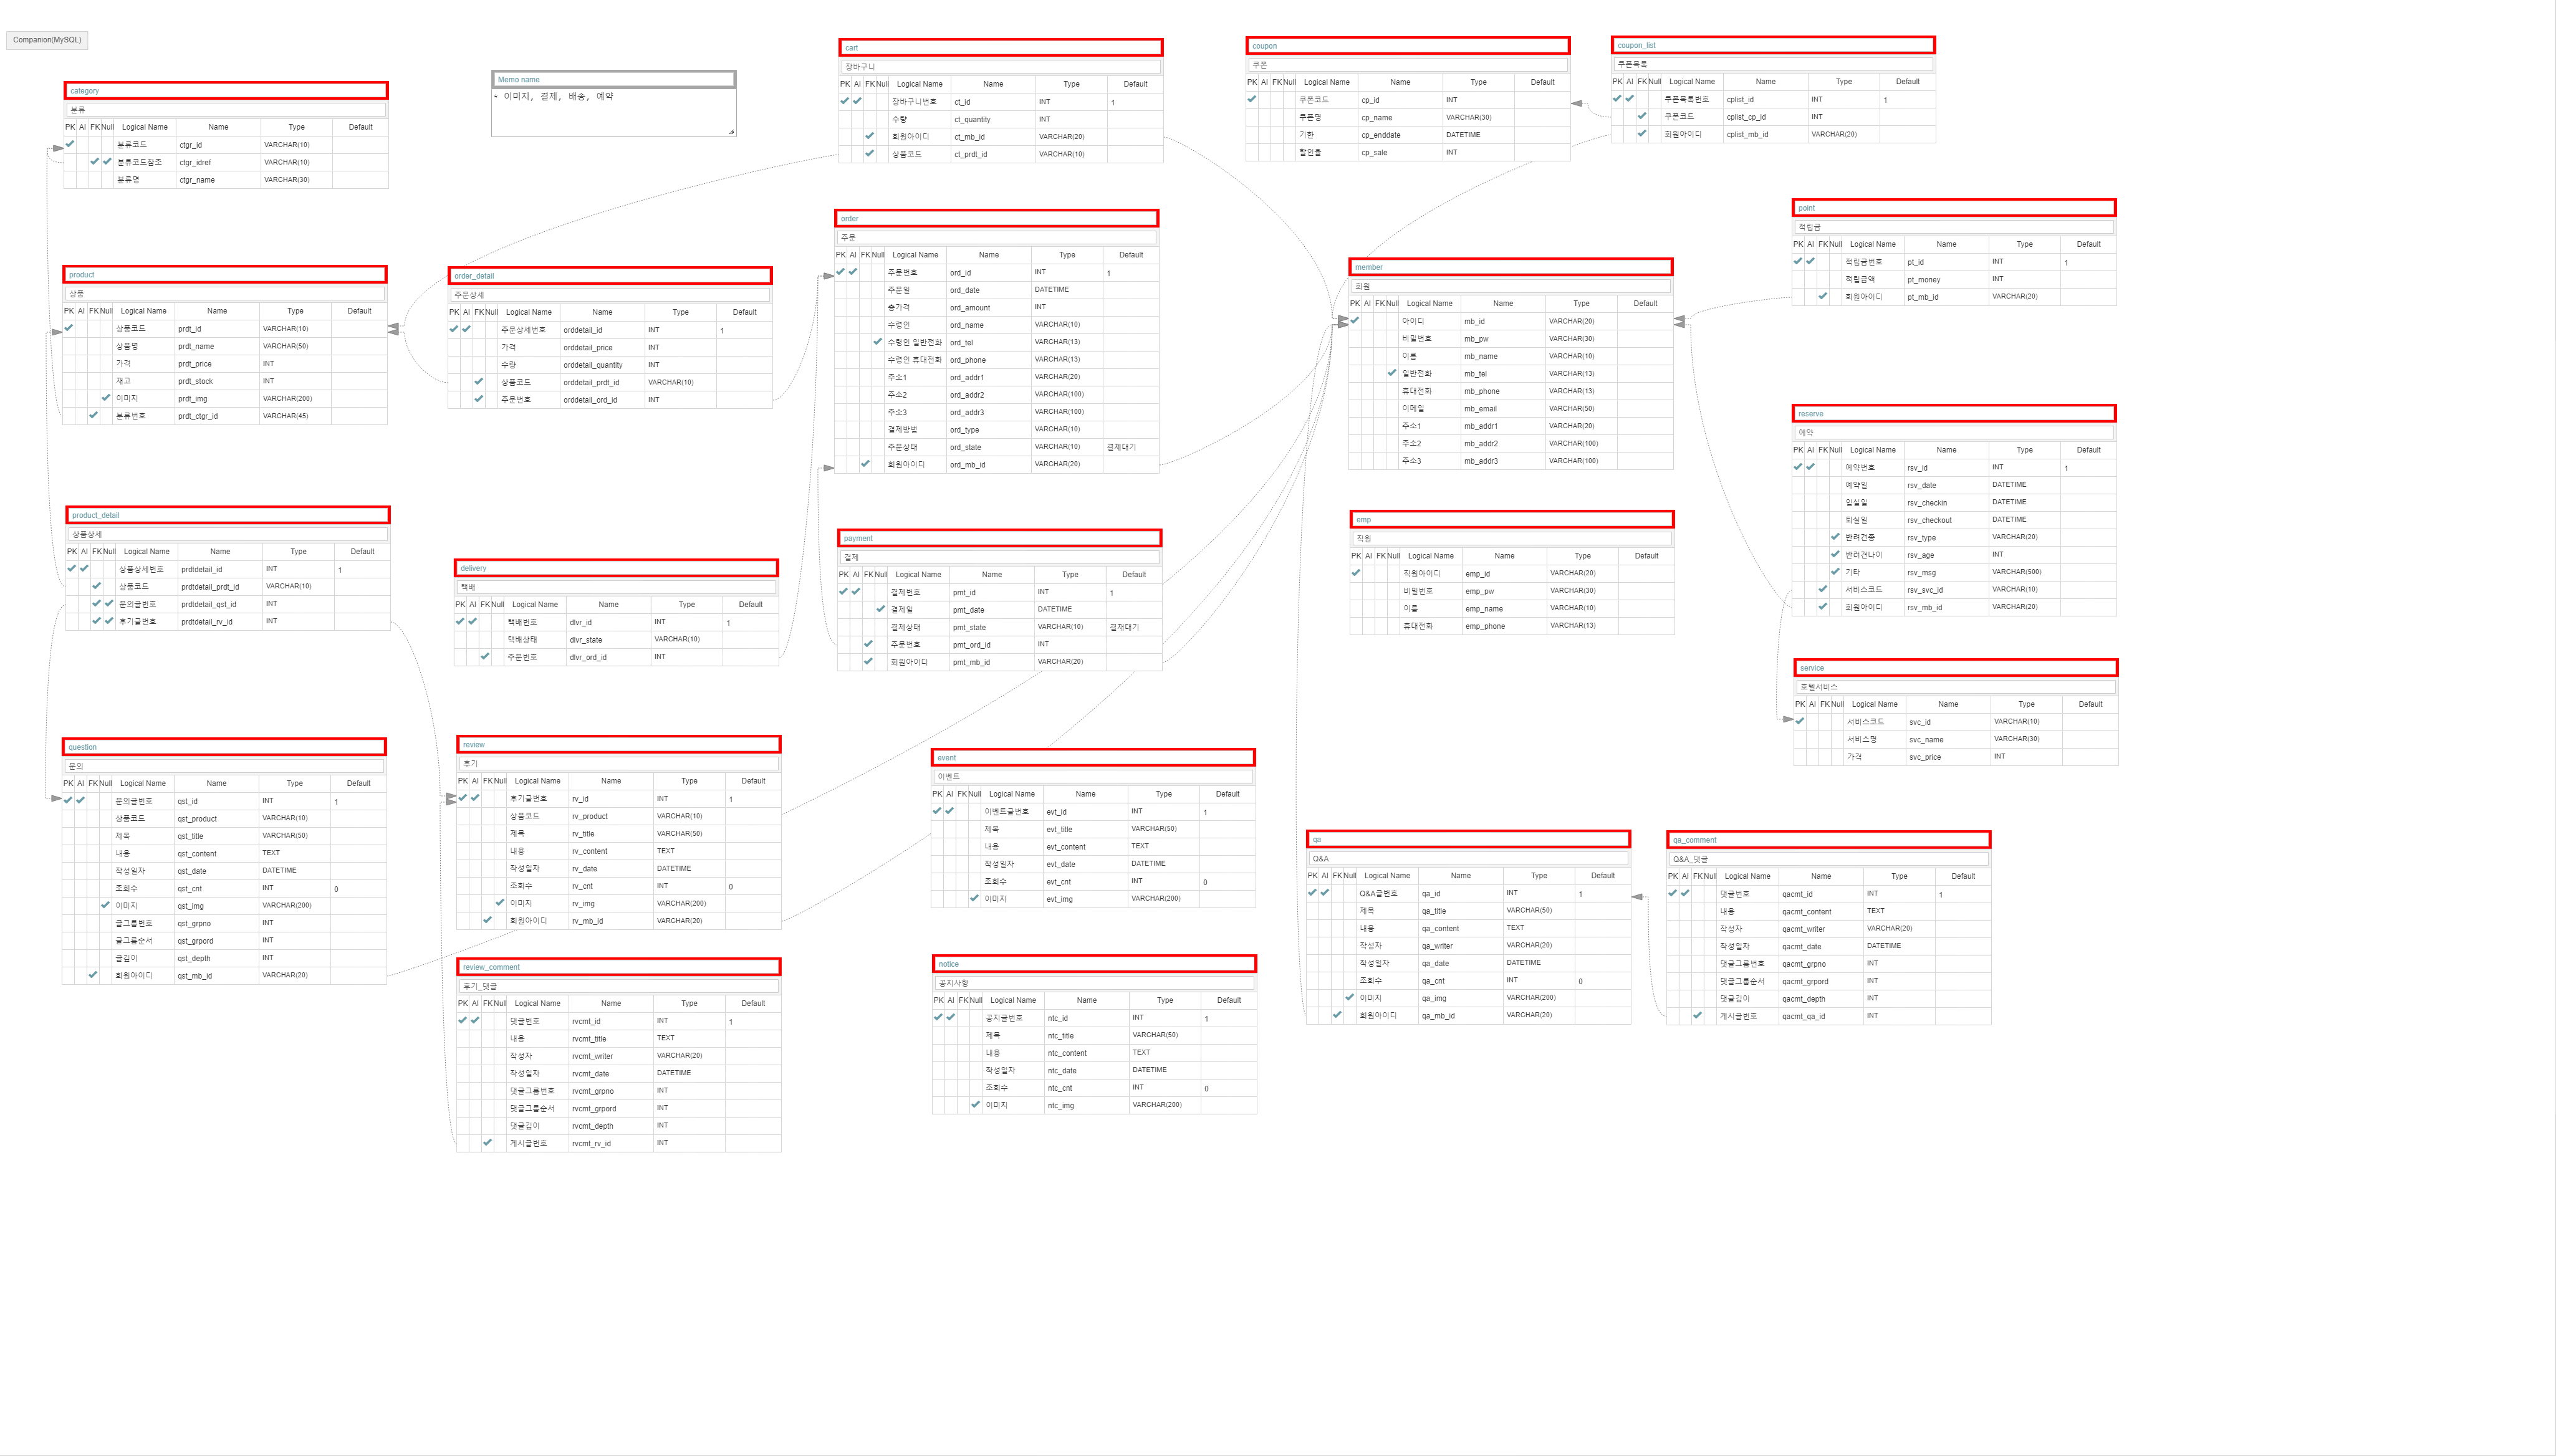 Companion(MySQL)
Memo name
- 이미지, 결제, 배송, 예약
category
분류
PK AI FK Null Logical Name Name Type Default
분류코드 ctgr_id VARCHAR(10)
분류코드참조 ctgr_idref VARCHAR(10)
분류명 ctgr_name VARCHAR(30)
cart
장바구니
PK AI FK Null Logical Name Name Type Default
장바구니번호 ct_id INT 1
수량 ct_quantity INT
회원아이디 ct_mb_id VARCHAR(20)
상품코드 ct_prdt_id VARCHAR(10)
coupon
쿠폰
PK AI FK Null Logical Name Name Type Default
쿠폰코드 cp_id INT
쿠폰명 cp_name VARCHAR(30)
기한 cp_enddate DATETIME
할인율 cp_sale INT
coupon_list
쿠폰목록
PK AI FK Null Logical Name Name Type Default
쿠폰목록번호 cplist_id INT 1
쿠폰코드 cplist_cp_id INT
회원아이디 cplist_mb_id VARCHAR(20)
product
상품
PK AI FK Null Logical Name Name Type Default
상품코드 prdt_id VARCHAR(10)
상품명 prdt_name VARCHAR(50)
가격 prdt_price INT
재고 prdt_stock INT
이미지 prdt_img VARCHAR(200)
분류번호 prdt_ctgr_id VARCHAR(45)
order_detail
주문상세
PK AI FK Null Logical Name Name Type Default
주문상세번호 orddetail_id INT 1
가격 orddetail_price INT
수량 orddetail_quantity INT
상품코드 orddetail_prdt_id VARCHAR(10)
주문번호 orddetail_ord_id INT
order
주문
PK AI FK Null Logical Name Name Type Default
주문번호 ord_id INT 1
주문일 ord_date DATETIME
총가격 ord_amount INT
수령인 ord_name VARCHAR(10)
수령인 일반전화 ord_tel VARCHAR(13)
수령인 휴대전화 ord_phone VARCHAR(13)
주소1 ord_addr1 VARCHAR(20)
주소2 ord_addr2 VARCHAR(100)
주소3 ord_addr3 VARCHAR(100)
결제방법 ord_type VARCHAR(10)
주문상태 ord_state VARCHAR(10) 결제대기
회원아이디 ord_mb_id VARCHAR(20)
member
회원
PK AI FK Null Logical Name Name Type Default
아이디 mb_id VARCHAR(20)
비밀번호 mb_pw VARCHAR(30)
이름 mb_name VARCHAR(10)
일반전화 mb_tel VARCHAR(13)
휴대전화 mb_phone VARCHAR(13)
이메일 mb_email VARCHAR(50)
주소1 mb_addr1 VARCHAR(20)
주소2 mb_addr2 VARCHAR(100)
주소3 mb_addr3 VARCHAR(100)
point
적립금
PK AI FK Null Logical Name Name Type Default
적립금번호 pt_id INT 1
적립금액 pt_money INT
회원아이디 pt_mb_id VARCHAR(20)
reserve
예약
PK AI FK Null Logical Name Name Type Default
예약번호 rsv_id INT 1
예약일 rsv_date DATETIME
입실일 rsv_checkin DATETIME
퇴실일 rsv_checkout DATETIME
반려견종 rsv_type VARCHAR(20)
반려견나이 rsv_age INT
기타 rsv_msg VARCHAR(500)
서비스코드 rsv_svc_id VARCHAR(10)
회원아이디 rsv_mb_id VARCHAR(20)
product_detail
상품상세
PK AI FK Null Logical Name Name Type Default
상품상세번호 prdtdetail_id INT 1
상품코드 prdtdetail_prdt_id VARCHAR(10)
문의글번호 prdtdetail_qst_id INT
후기글번호 prdtdetail_rv_id INT
delivery
택배
PK AI FK Null Logical Name Name Type Default
택배번호 dlvr_id INT 1
택배상태 dlvr_state VARCHAR(10)
주문번호 dlvr_ord_id INT
payment
결제
PK AI FK Null Logical Name Name Type Default
결제번호 pmt_id INT 1
결제일 pmt_date DATETIME
결제상태 pmt_state VARCHAR(10) 결재대기
주문번호 pmt_ord_id INT
회원아이디 pmt_mb_id VARCHAR(20)
emp
직원
PK AI FK Null Logical Name Name Type Default
직원아이디 emp_id VARCHAR(20)
비밀번호 emp_pw VARCHAR(30)
이름 emp_name VARCHAR(10)
휴대전화 emp_phone VARCHAR(13)
service
호텔서비스
PK AI FK Null Logical Name Name Type Default
서비스코드 svc_id VARCHAR(10)
서비스명 svc_name VARCHAR(30)
가격 svc_price INT
question
문의
PK AI FK Null Logical Name Name Type Default
문의글번호 qst_id INT 1
상품코드 qst_product VARCHAR(10)
제목 qst_title VARCHAR(50)
내용 qst_content TEXT
작성일자 qst_date DATETIME
조회수 qst_cnt INT 0
이미지 qst_img VARCHAR(200)
글그룹번호 qst_grpno INT
글그룹순서 qst_grpord INT
글깊이 qst_depth INT
회원아이디 qst_mb_id VARCHAR(20)
review
후기
PK AI FK Null Logical Name Name Type Default
후기글번호 rv_id INT 1
상품코드 rv_product VARCHAR(10)
제목 rv_title VARCHAR(50)
내용 rv_content TEXT
작성일자 rv_date DATETIME
조회수 rv_cnt INT 0
이미지 rv_img VARCHAR(200)
회원아이디 rv_mb_id VARCHAR(20)
event
이벤트
PK AI FK Null Logical Name Name Type Default
이벤트글번호 evt_id INT 1
제목 evt_title VARCHAR(50)
내용 evt_content TEXT
작성일자 evt_date DATETIME
조회수 evt_cnt INT 0
이미지 evt_img VARCHAR(200)
qa
Q&A
PK AI FK Null Logical Name Name Type Default
Q&A글번호 qa_id INT 1
제목 qa_title VARCHAR(50)
내용 qa_content TEXT
작성자 qa_writer VARCHAR(20)
작성일자 qa_date DATETIME
조회수 qa_cnt INT 0
이미지 qa_img VARCHAR(200)
회원아이디 qa_mb_id VARCHAR(20)
qa_comment
Q&A_댓글
PK AI FK Null Logical Name Name Type Default
댓글번호 qacmt_id INT 1
내용 qacmt_content TEXT
작성자 qacmt_writer VARCHAR(20)
작성일자 qacmt_date DATETIME
댓글그룹번호 qacmt_grpno INT
댓글그룹순서 qacmt_grpord INT
댓글깊이 qacmt_depth INT
게시글번호 qacmt_qa_id INT
review_comment
후기_댓글
PK AI FK Null Logical Name Name Type Default
댓글번호 rvcmt_id INT 1
내용 rvcmt_title TEXT
작성자 rvcmt_writer VARCHAR(20)
작성일자 rvcmt_date DATETIME
댓글그룹번호 rvcmt_grpno INT
댓글그룹순서 rvcmt_grpord INT
댓글깊이 rvcmt_depth INT
게시글번호 rvcmt_rv_id INT
notice
공지사항
PK AI FK Null Logical Name Name Type Default
공지글번호 ntc_id INT 1
제목 ntc_title VARCHAR(50)
내용 ntc_content TEXT
작성일자 ntc_date DATETIME
조회수 ntc_cnt INT 0
이미지 ntc_img VARCHAR(200)